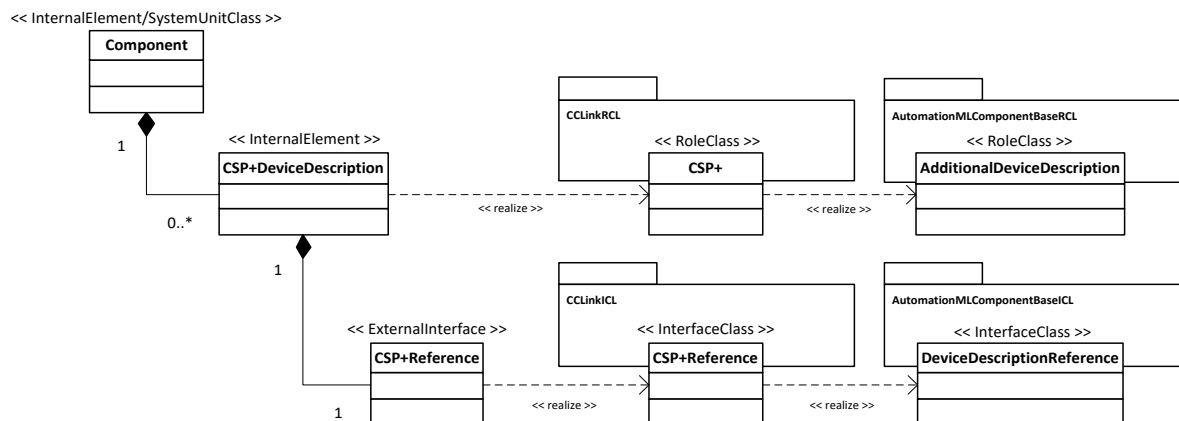 << InternalElement/SystemUnitClass >>
Component
1
<< InternalElement >>
CSP+DeviceDescription
0..*
CCLinkRCL
<< RoleClass >>
CSP+
AutomationMLComponentBaseRCL
<< RoleClass >>
AdditionalDeviceDescription
<< realize >>
<< realize >>
1
<< ExternalInterface >>
CSP+Reference
1
CCLinkICL
<< InterfaceClass >>
CSP+Reference
AutomationMLComponentBaseICL
<< InterfaceClass >>
DeviceDescriptionReference
<< realize >>
<< realize >>